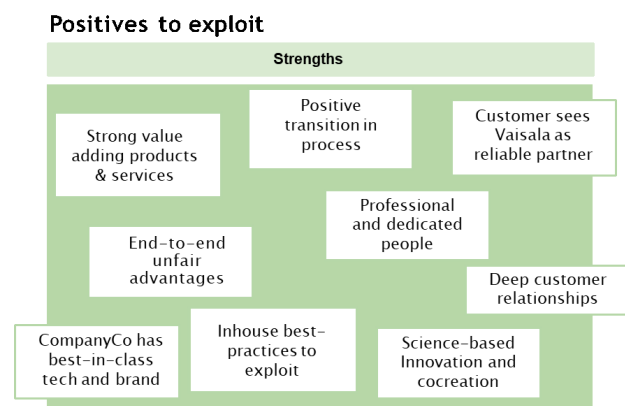 Positives to exploit
Strengths
Strong value
adding products
& services
Positive
transition in
process
Customer sees
Vaisala as
reliable partner
Professional
and dedicated
people
End-to-end
unfair
advantages
Deep customer
relationships
CompanyCo has
best-in-class
tech and brand
Inhouse best-
practices to
exploit
Science-based
Innovation and
cocreation